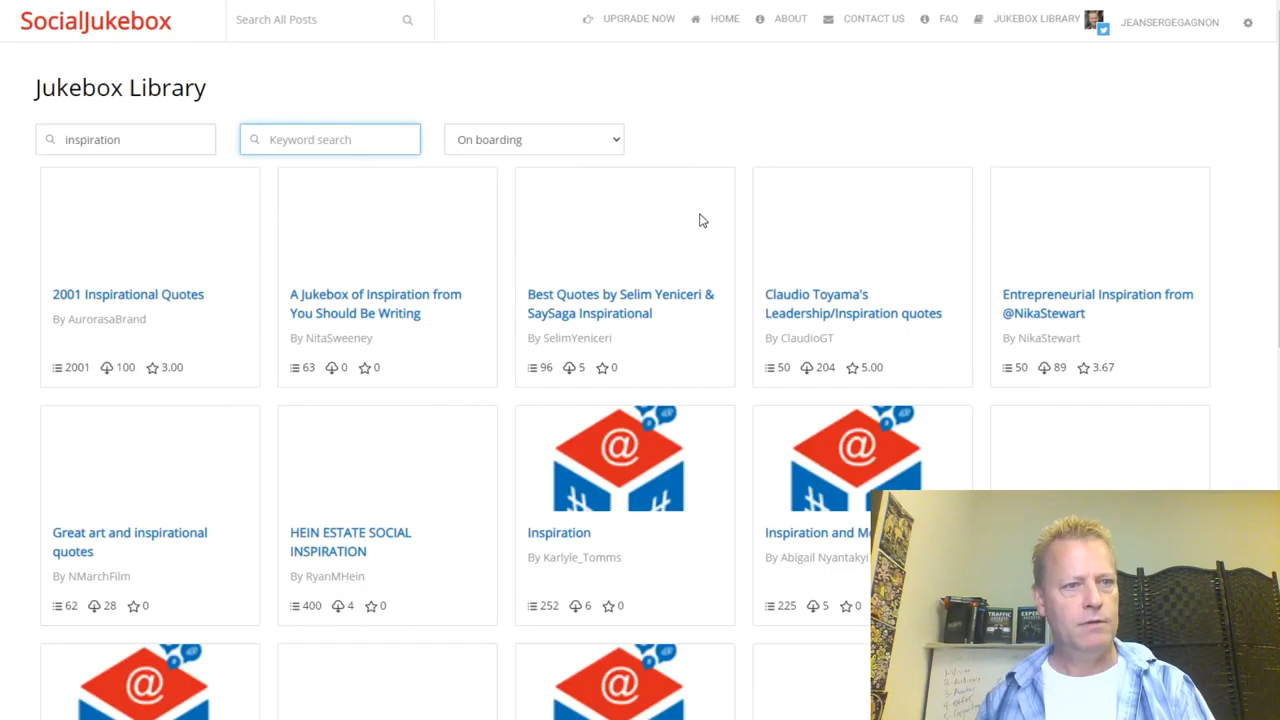 SocialJukebox
Search All Posts
UPGRADE NOW
HOME
ABOUT
CONTACT US
FAQ
JUKEBOX LIBRARY
JEANSERGEGAGNON
Jukebox Library
inspiration
Keyword search
On boarding
2001 Inspirational Quotes
By AurorasaBrand
2001 100 3.00
A Jukebox of Inspiration from
You Should Be Writing
By NitaSweeney
63 0 0
Best Quotes by Selim Yeniceri &
SaySaga Inspirational
By SelimYeniceri
96 5 0
Claudio Toyama's
Leadership/Inspiration quotes
By ClaudioGT
50 204 5.00
Entrepreneurial Inspiration from
@NikaStewart
By NikaStewart
50 89 3.67
Great art and inspirational
quotes
By NMarchFilm
62 28 0
HEIN ESTATE SOCIAL
INSPIRATION
By RyanMHein
400 4 0
@
Inspiration
By Karlyle_Tomms
252 6 0
@
Inspiration and M
By Abigail Nyantakyi
225 5 0
@
@
TRAFFIC